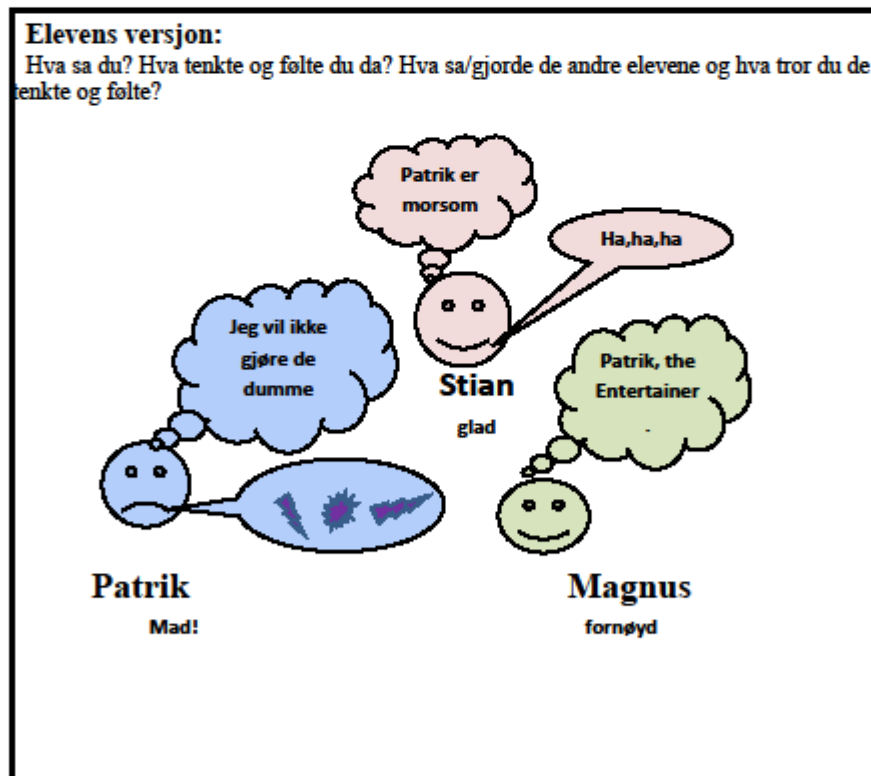 Elevens versjon:
Hva sa du? Hva tenkte og følte du da? Hva sa/gjorde de andre elevene og hva tror du de
tenkte og følte?
Patrik er
morsom
Ha,ha,ha
Jeg vil ikke
gjøre de
dumme
Stian
glad
Patrik, the
Entertainer
.
Patrik
Mad!
Magnus
fornøyd